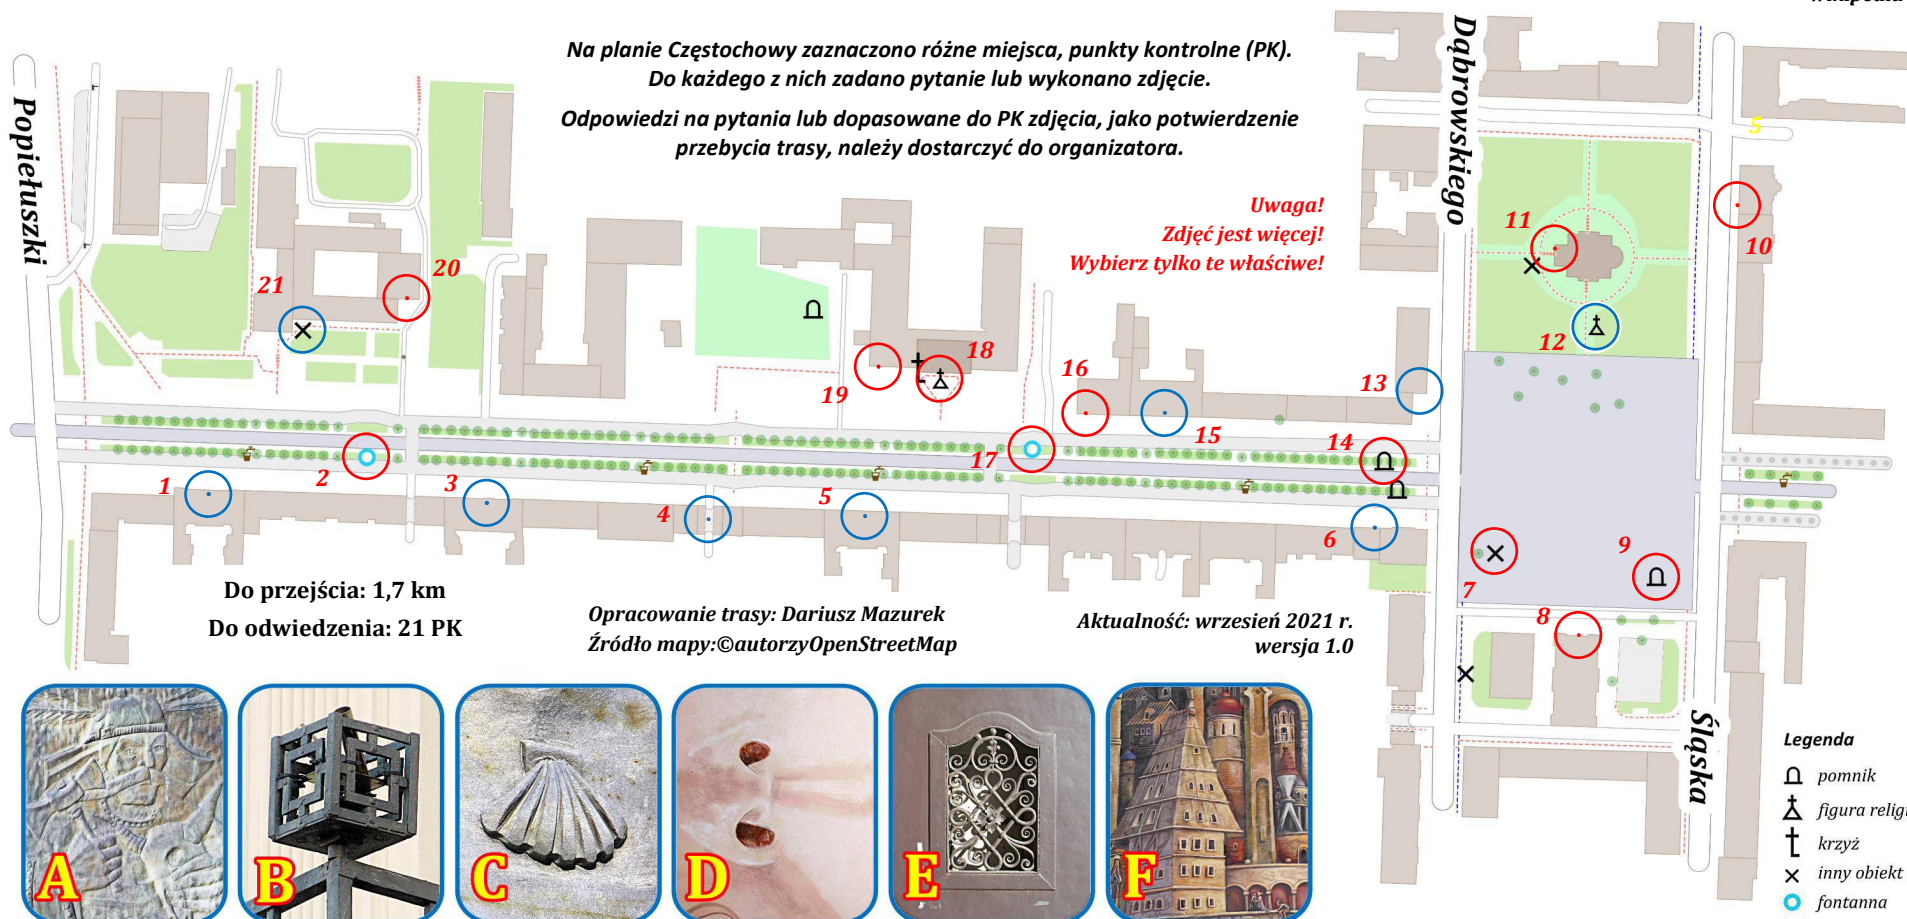 Na planie Częstochowy zaznaczono różne miejsca, punkty kontrolne (PK).
Do każdego z nich zadano pytanie lub wykonano zdjęcie.
Odpowiedzi na pytania lub dopasowane do PK zdjęcia, jako potwierdzenie
przebycia trasy, należy dostarczyć do organizatora.
Uwaga!
Zdjęć jest więcej!
Wybierz tylko te właściwe!
Popiełuszki
Dąbrowskiego
Śląska
5
10
11
12
13
14
15
16
17
18
19
20
21
1
2
3
4
5
6
7
8
9
Do przejścia: 1,7 km
Do odwiedzenia: 21 PK
Opracowanie trasy: Dariusz Mazurek
Źródło mapy:©autorzyOpenStreetMap
Aktualność: wrzesień 2021 r.
wersja 1.0
A
B
C
D
E
F
Legenda
pomnik
figura relig
krzyż
inny obiekt
fontanna